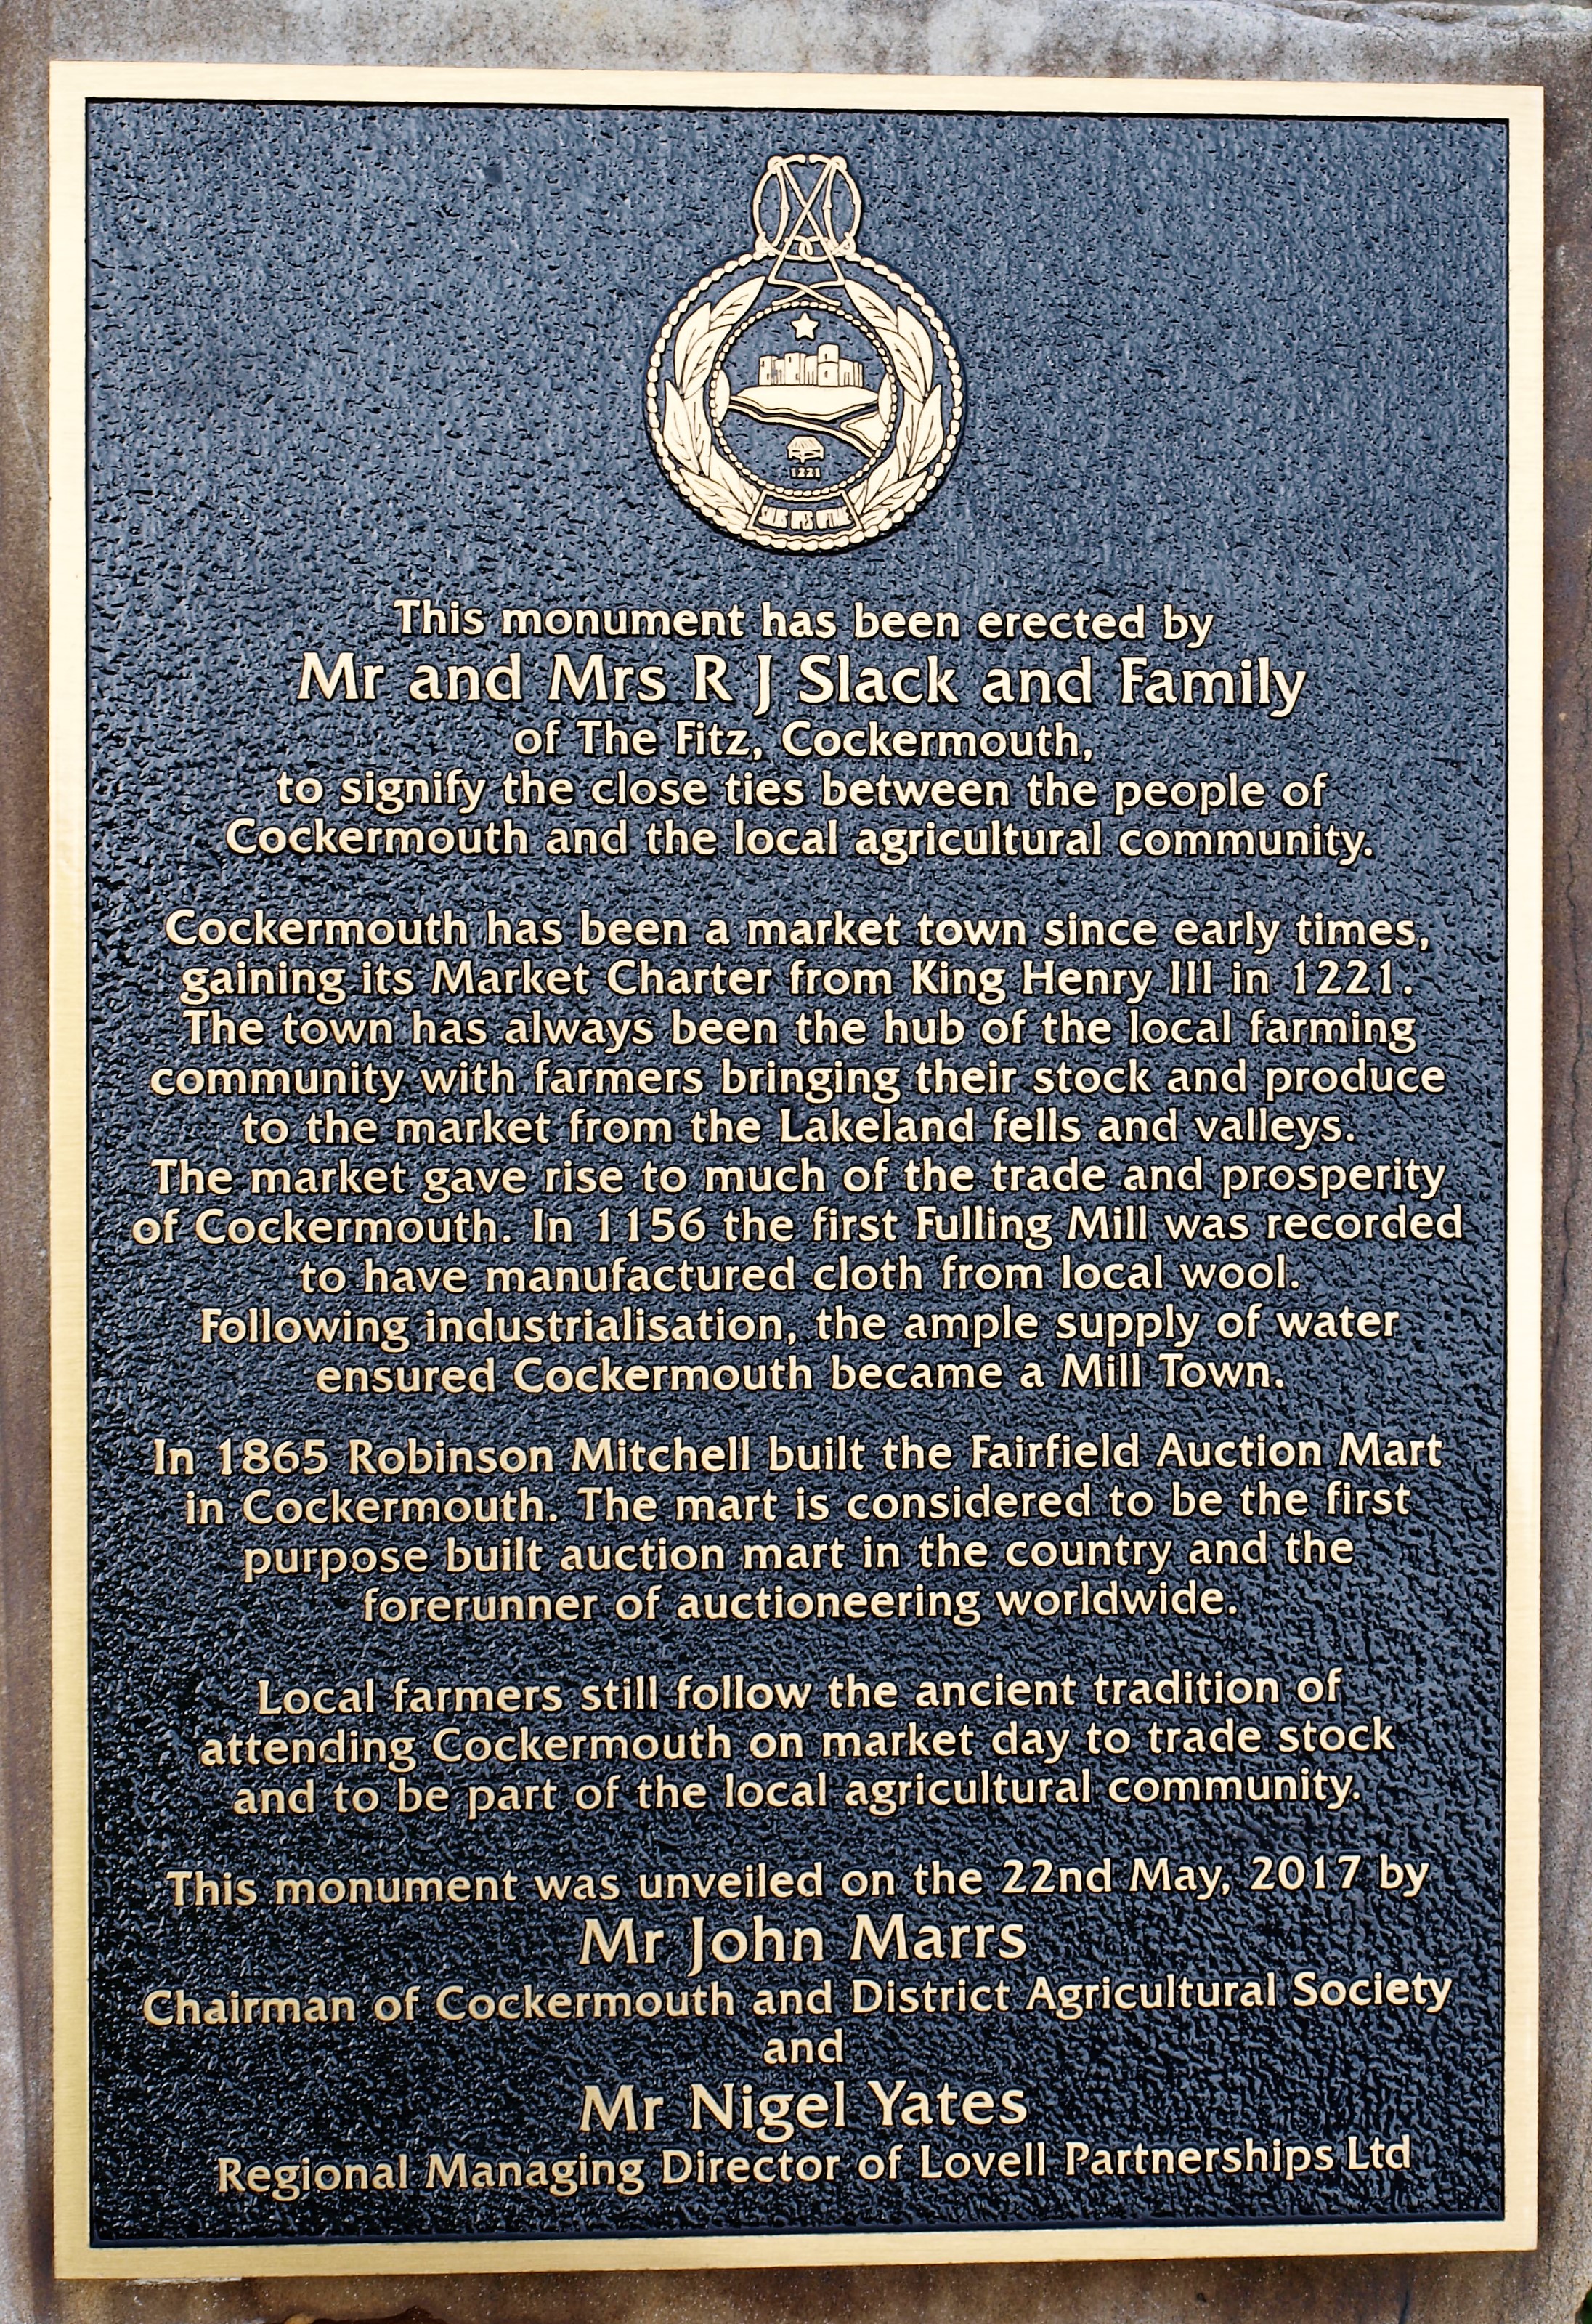 1221
This monument has been erected by
Mr and Mrs R J Slack and Family
of The Fitz, Cockermouth,
to signify the close ties between the people of
Cockermouth and the local agricultural community.
Cockermouth has been a market town since early times,
gaining its Market Charter from King Henry III in 1221.
The town has always been the hub of the local farming
community with farmers bringing their stock and produce
to the market from the Lakeland fells and valleys.
The market gave rise to much of the trade and prosperity
of Cockermouth. In 1156 the first Fulling Mill was recorded
to have manufactured cloth from local wool.
Following industrialisation, the ample supply of water
ensured Cockermouth became a Mill Town.
In 1865 Robinson Mitchell built the Fairfield Auction Mart
in Cockermouth. The mart is considered to be the first
purpose built auction mart in the country and the
forerunner of auctioneering worldwide.
Local farmers still follow the ancient tradition of
attending Cockermouth on market day to trade stock
and to be part of the local agricultural community.
This monument was unveiled on the 22nd May, 2017 by
Mr John Marrs
Chairman of Cockermouth and District Agricultural Society
and
Mr Nigel Yates
Regional Managing Director of Lovell Partnerships Ltd